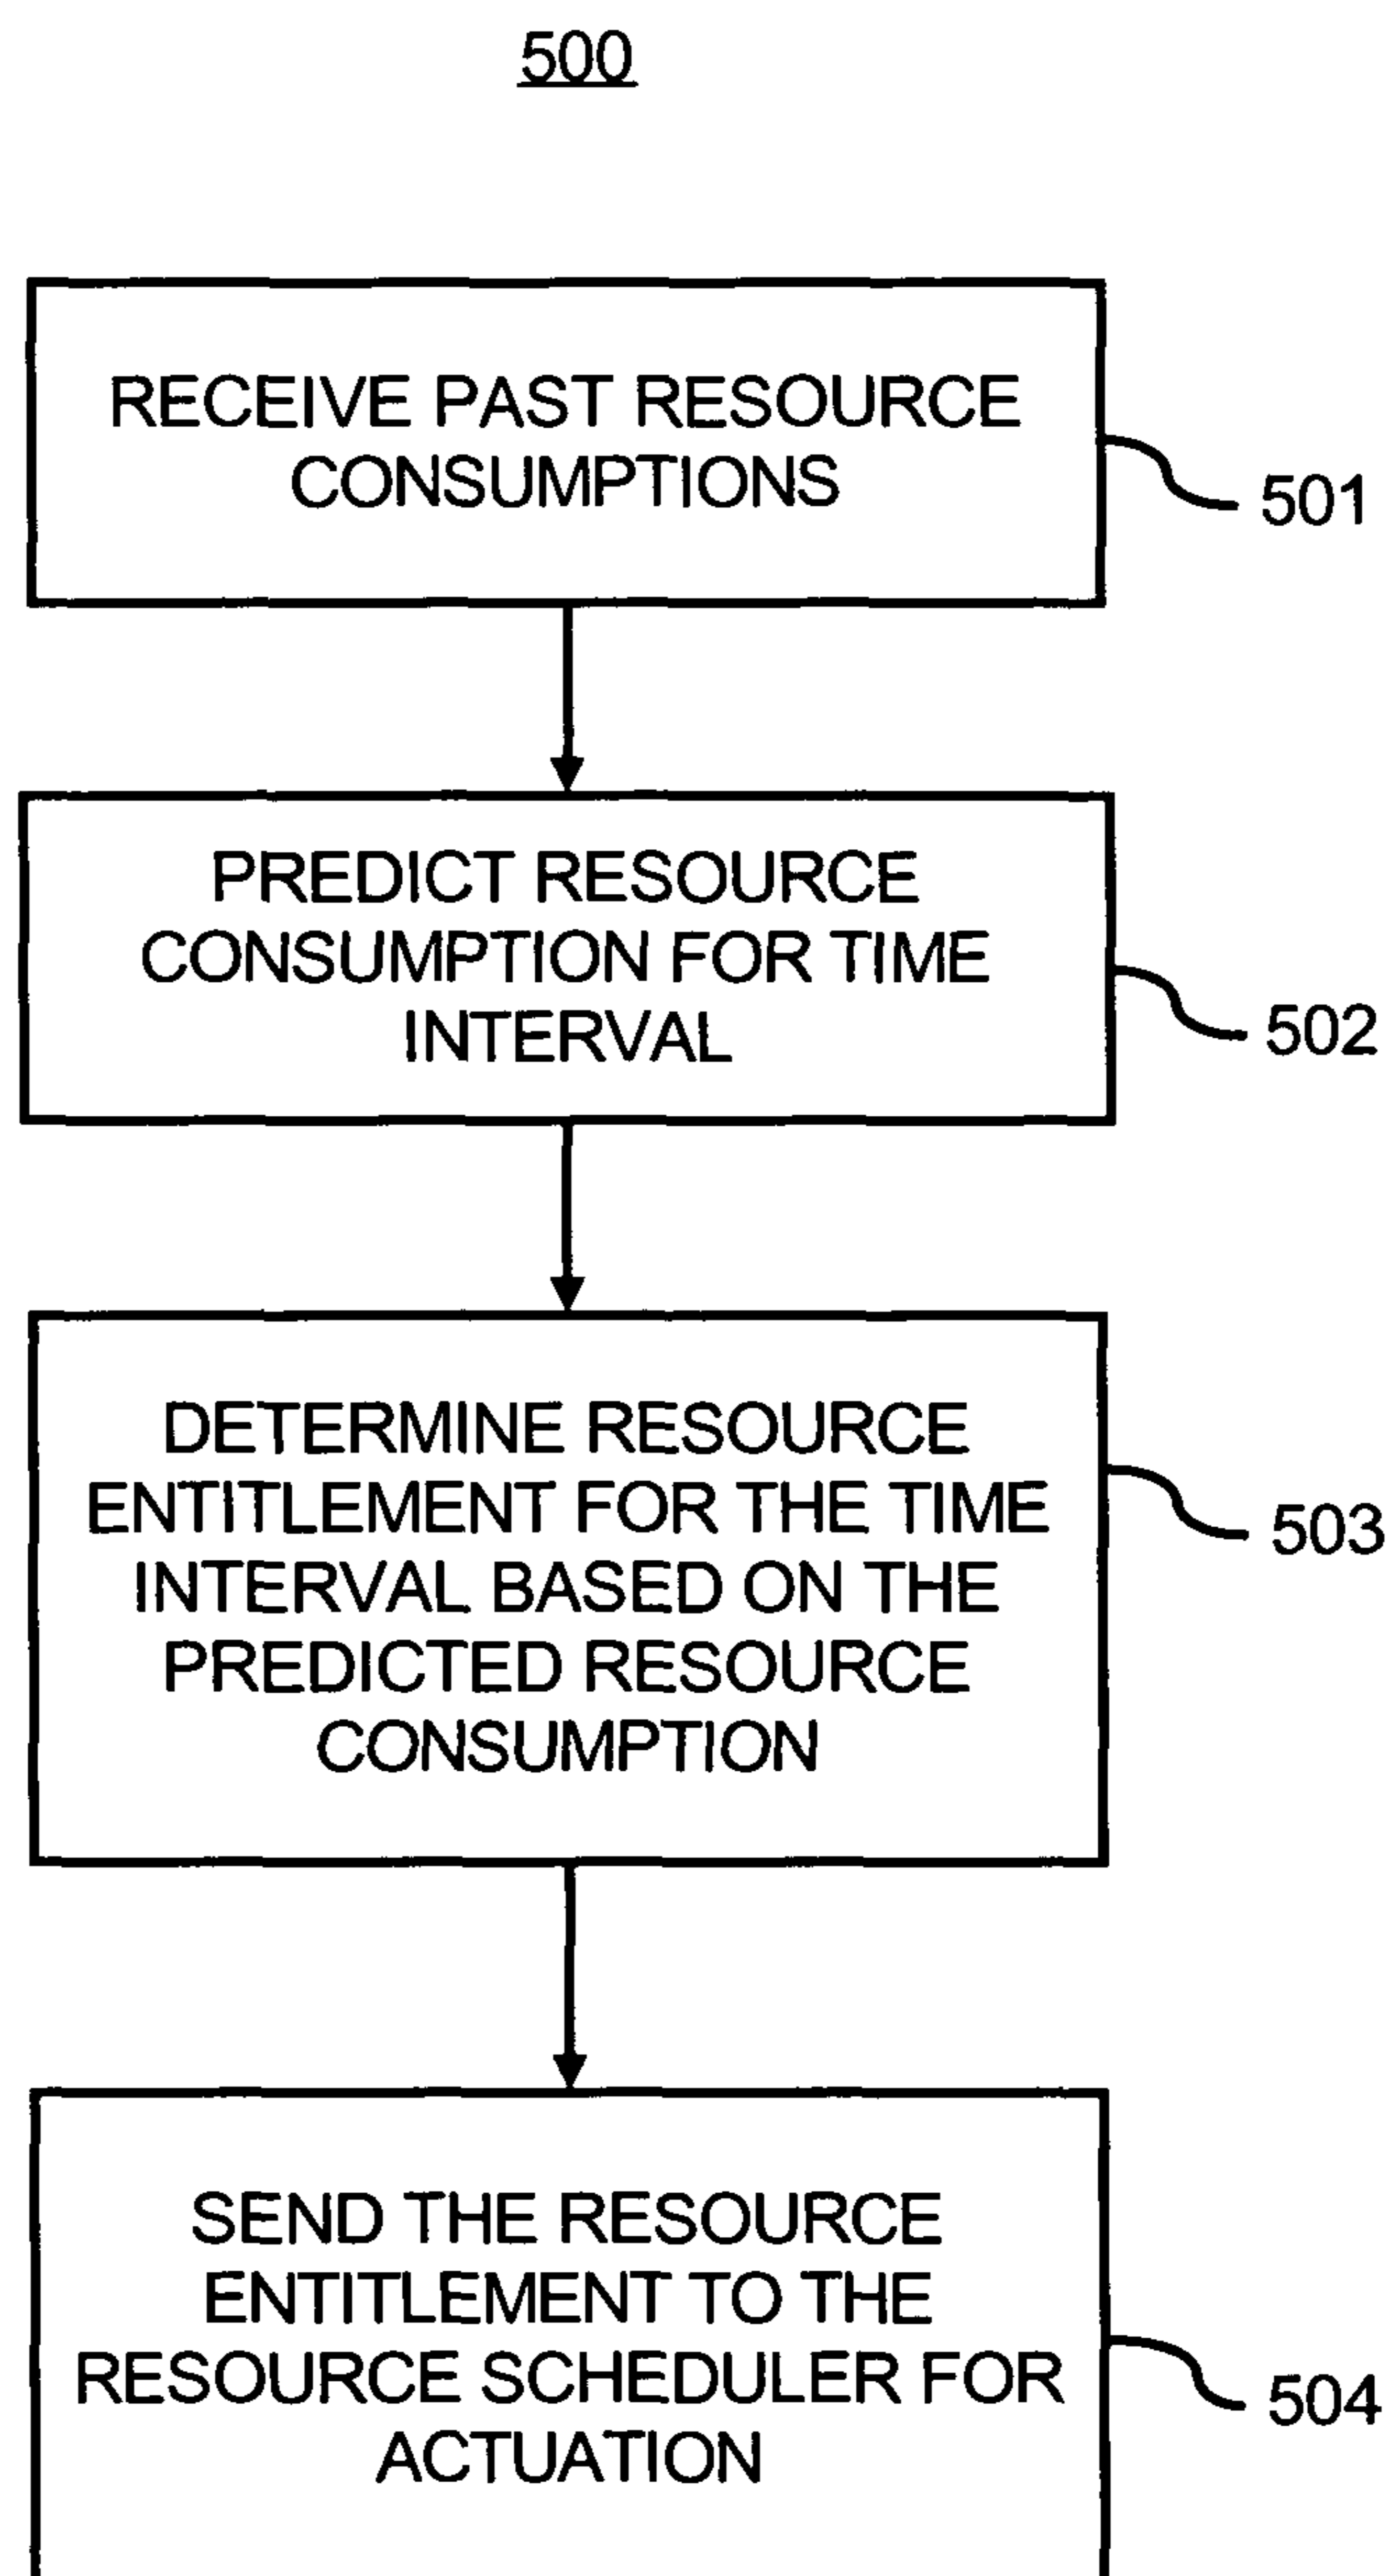 500
RECEIVE PAST RESOURCE
CONSUMPTIONS
501
PREDICT RESOURCE
CONSUMPTION FOR TIME
INTERVAL
502
DETERMINE RESOURCE
ENTITLEMENT FOR THE TIME
INTERVAL BASED ON THE
PREDICTED RESOURCE
CONSUMPTION
503
SEND THE RESOURCE
ENTITLEMENT TO THE
RESOURCE SCHEDULER FOR
ACTUATION
504